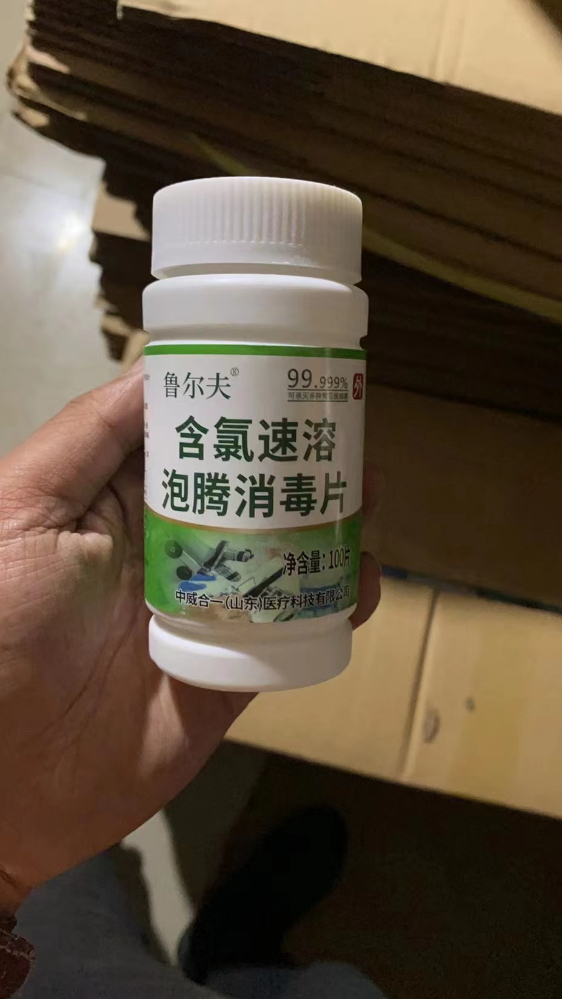 鲁尔夫®
99.999%
外
含氯速溶
泡腾消毒片
净含量：100片
中威合一(山东)医疗科技有限公司